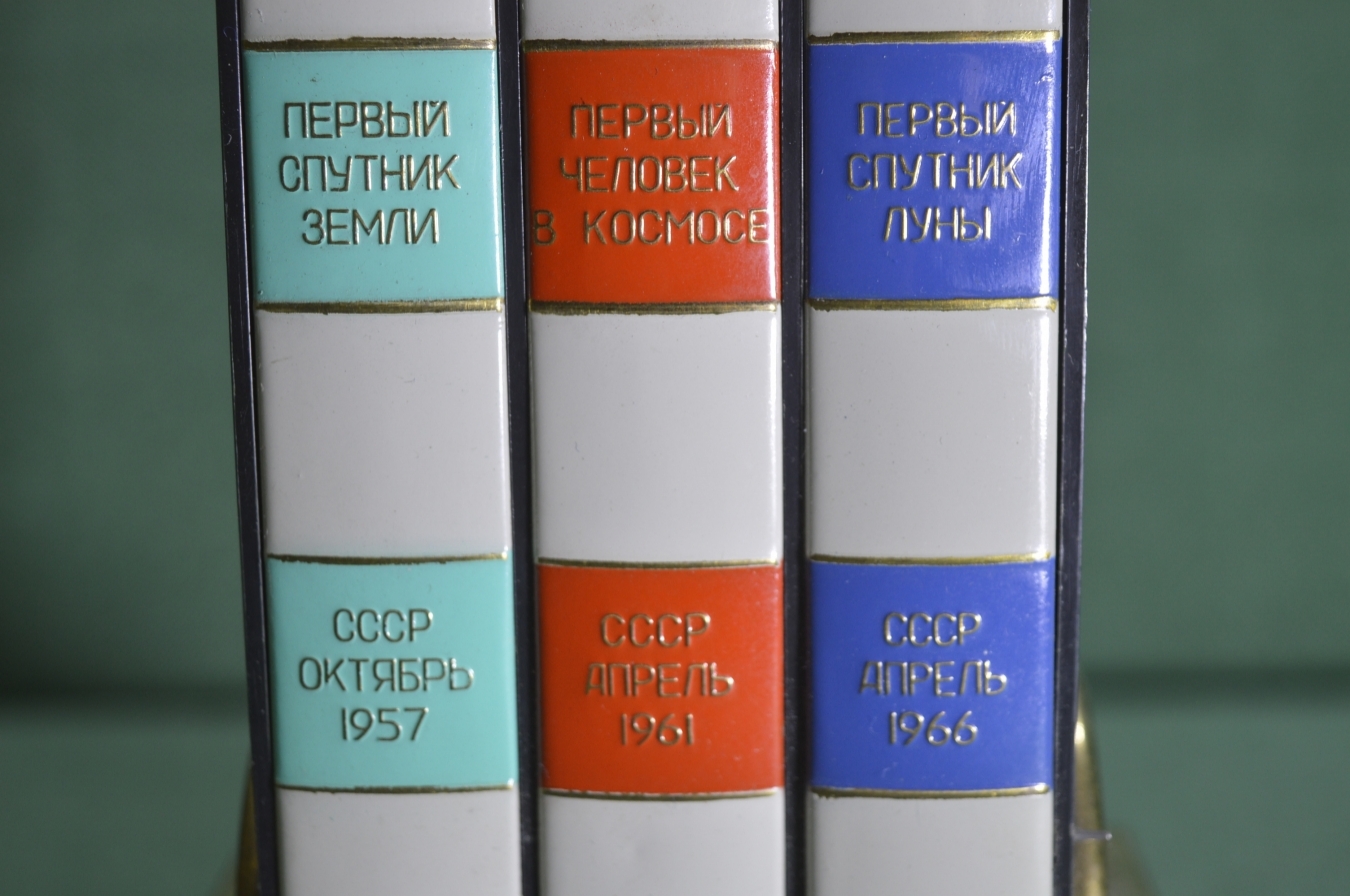 ПЕРВЫЙ
СПУТНИК
ЗЕМЛИ
СССР
ОКТЯБРЬ
1957
ПЕРВЫЙ
ЧЕЛОВЕК
В КОСМОСЕ
СССР
АПРЕЛЬ
1961
ПЕРВЫЙ
СПУТНИК
ЛУНЫ
СССР
АПРЕЛЬ
1966